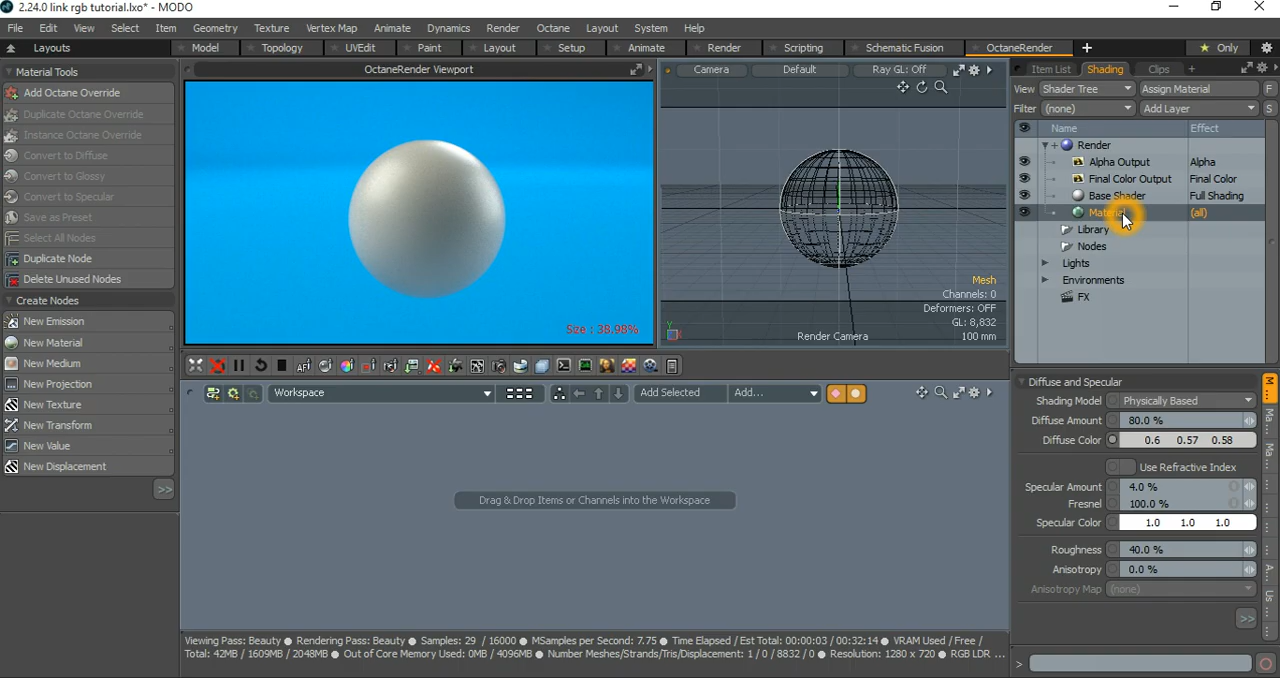 2.24.0 link rgb tutorial.lxo* - MODO
File Edit View Select Item Geometry Texture Vertex Map Animate Dynamics Render Octane Layout System Help
Layouts Model Topology UVEdit Paint Layout Setup Animate Render Scripting Schematic Fusion OctaneRender Only
Material Tools
Add Octane Override
Duplicate Octane Override
Instance Octane Override
Convert to Diffuse
Convert to Glossy
Convert to Specular
Save as Preset
Select All Nodes
Duplicate Node
Delete Unused Nodes
Create Nodes
New Emission
New Material
New Medium
New Projection
New Texture
New Transform
New Value
New Displacement
>>
OctaneRender Viewport
Size : 38.98%
Camera Default Ray GL: Off
Mesh
Channels: 0
Deformers: OFF
GL: 8,832
Render Camera 100 mm
Workspace Add Selected Add...
Drag & Drop Items or Channels into the Workspace
Viewing Pass: Beauty ● Rendering Pass: Beauty ● Samples: 29 / 16000 ● MSamples per Second: 7.75 ● Time Elapsed / Est Total: 00:00:03 / 00:32:14 ● VRAM Used / Free /
Total: 42MB / 1609MB / 2048MB ● Out of Core Memory Used: 0MB / 4096MB ● Number Meshes/Strands/Tris/Displacement: 1 / 0 / 8832 / 0 ● Resolution: 1280 x 720 ● RGB LDR ...
Item List Shading Clips +
View Shader Tree Assign Material F
Filter (none) Add Layer S
Name Effect
Render
Alpha Output Alpha
Final Color Output Final Color
Base Shader Full Shading
Material (all)
Library
Nodes
Lights
Environments
FX
Diffuse and Specular
Shading Model Physically Based
Diffuse Amount 80.0 %
Diffuse Color 0.6 0.57 0.58
Use Refractive Index
Specular Amount 4.0 %
Fresnel 100.0 %
Specular Color 1.0 1.0 1.0
Roughness 40.0 %
Anisotropy 0.0 %
Anisotropy Map (none)
>>
M ...
Ma...
Ma...
A...
Us ...
>